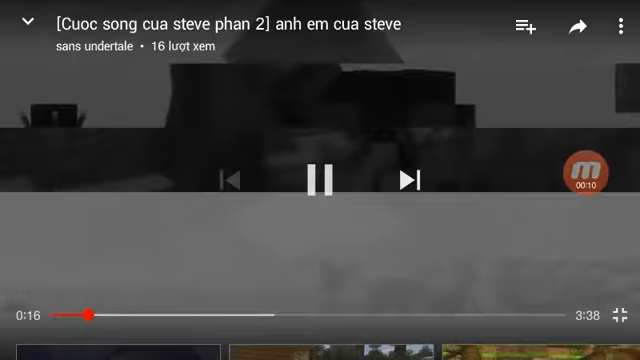 [Cuoc song cua steve phan 2] anh em cua steve
sans undertale • 16 lượt xem
00:10
0:16
3:38